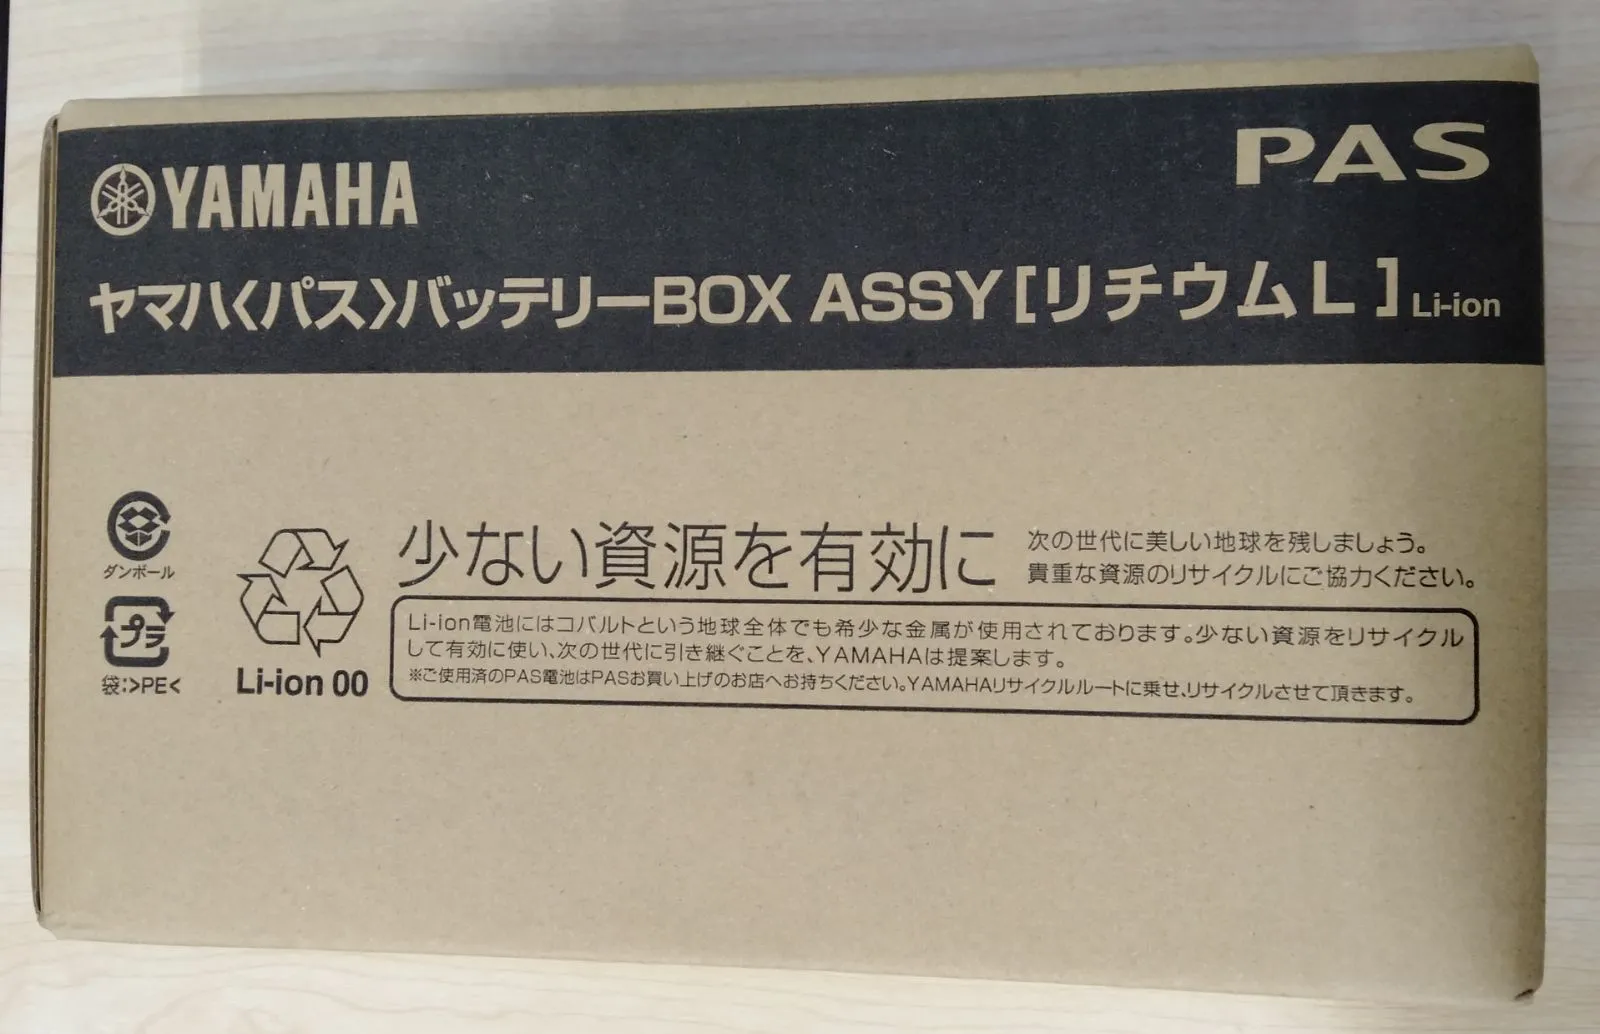 YAMAHA
PAS
ヤマハ〈パス〉バッテリーBOX ASSY[リチウムL] Li-ion
ダンボール
プラ
袋:>PE<
Li-ion 00
少ない資源を有効に
次の世代に美しい地球を残しましょう。
貴重な資源のリサイクルにご協力ください。
Li-ion電池にはコバルトという地球全体でも希少な金属が使用されております。少ない資源をリサイクル
して有効に使い、次の世代に引き継ぐことを、YAMAHAは提案します。
※ご使用済のPAS電池はPASお買い上げのお店へお持ちください。YAMAHAリサイクルルートに乗せ、リサイクルさせて頂きます。